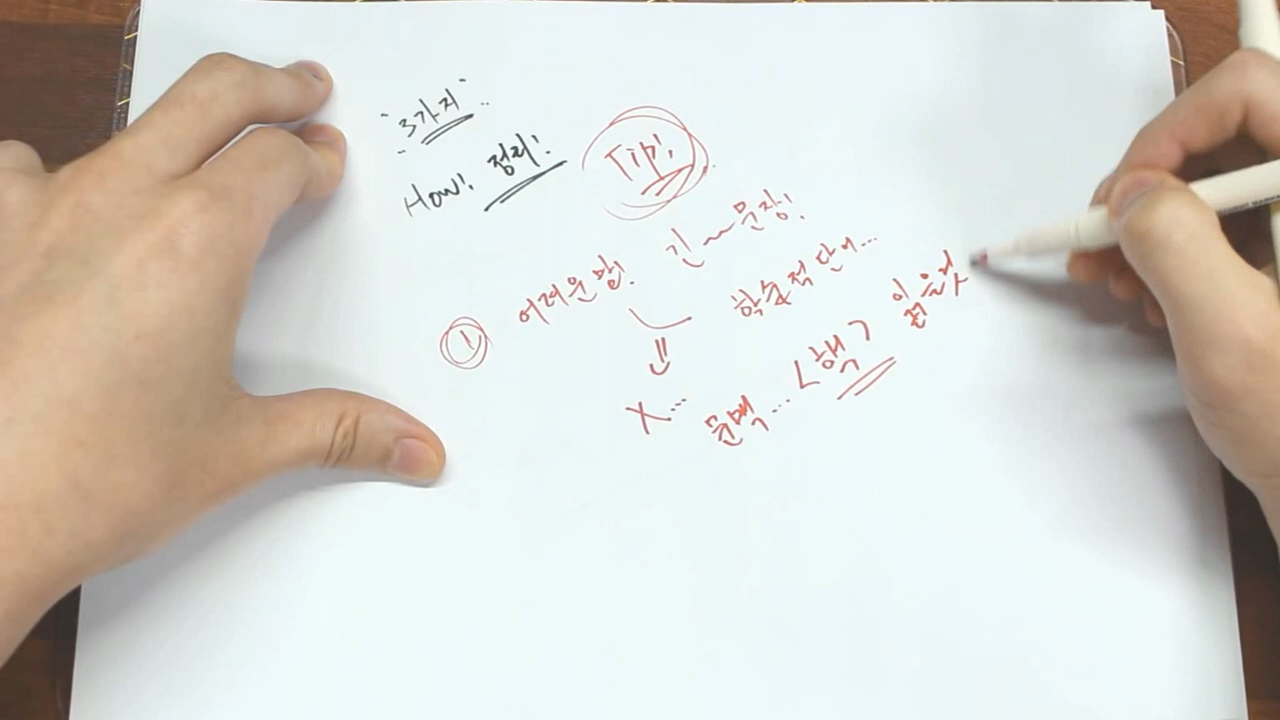 3가지
How! 정리!
Tip!
① 어려운 말! 긴~문장!
학술적 단어...
⇓
X... 문맥... <핵> 읽을 것